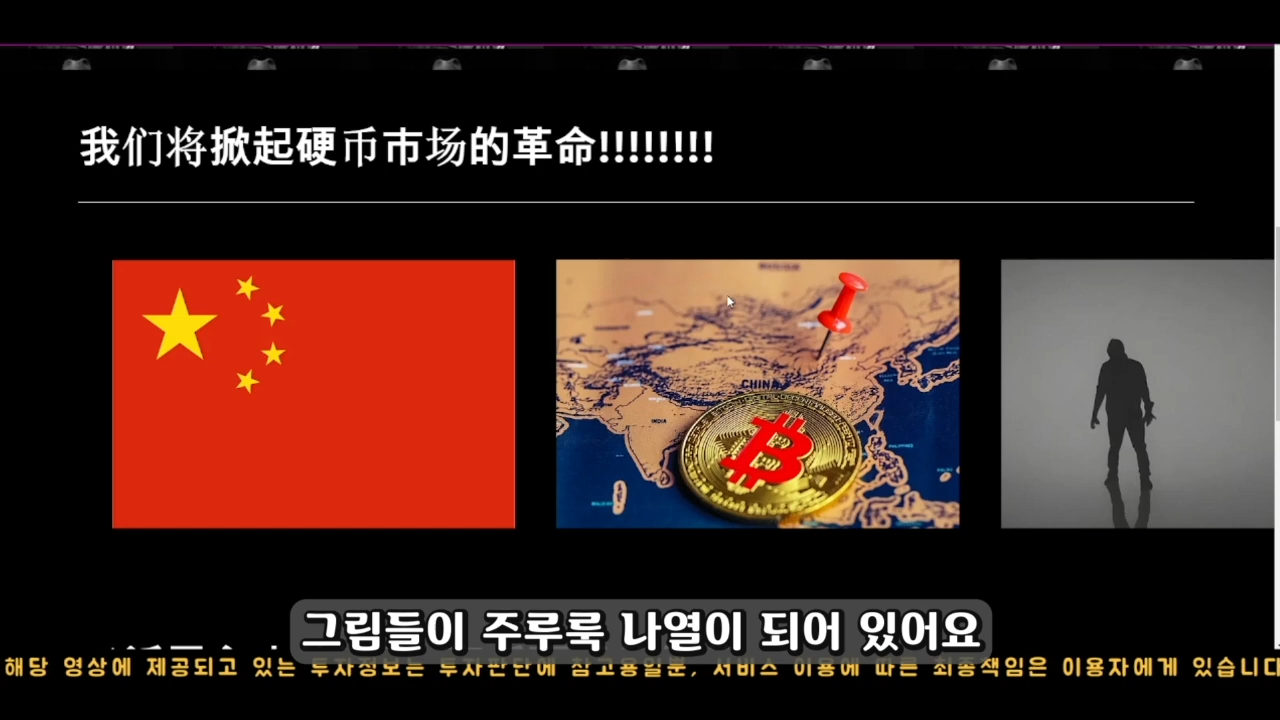 我们将掀起硬币市场的革命!!!!!!!!
CHINA
INDIA
PHILIPPINES
그림들이 주루룩 나열이 되어 있어요
해당 영상에 제공되고 있는 투자정보는 투자판단에 참고용일뿐, 서비스 이용에 따른 최종책임은 이용자에게 있습니다